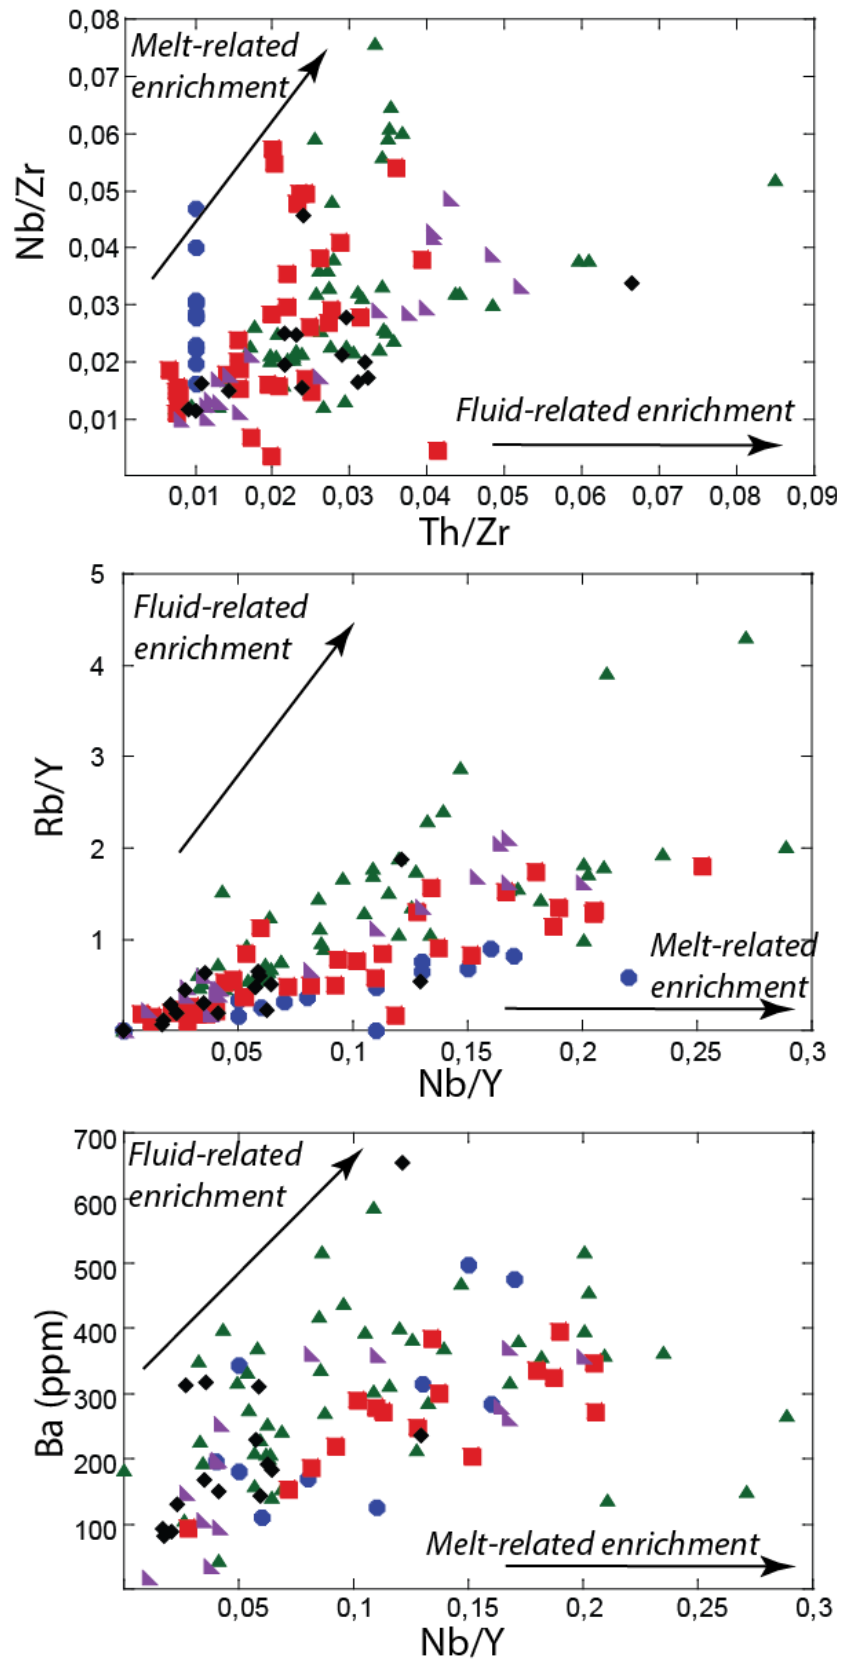 0,08
Melt-related
enrichment
0,07
0,06
0,05
Nb/Zr
0,04
0,03
0,02
0,01
Fluid-related enrichment
0,01 0,02 0,03 0,04 0,05 0,06 0,07 0,08 0,09
Th/Zr
5
Fluid-related
enrichment
4
3
Rb/Y
2
1
Melt-related
enrichment
0,05 0,1 0,15 0,2 0,25 0,3
Nb/Y
700
Fluid-related
enrichment
600
500
400
300
Ba (ppm)
200
100
Melt-related enrichment
0,05 0,1 0,15 0,2 0,25 0,3
Nb/Y